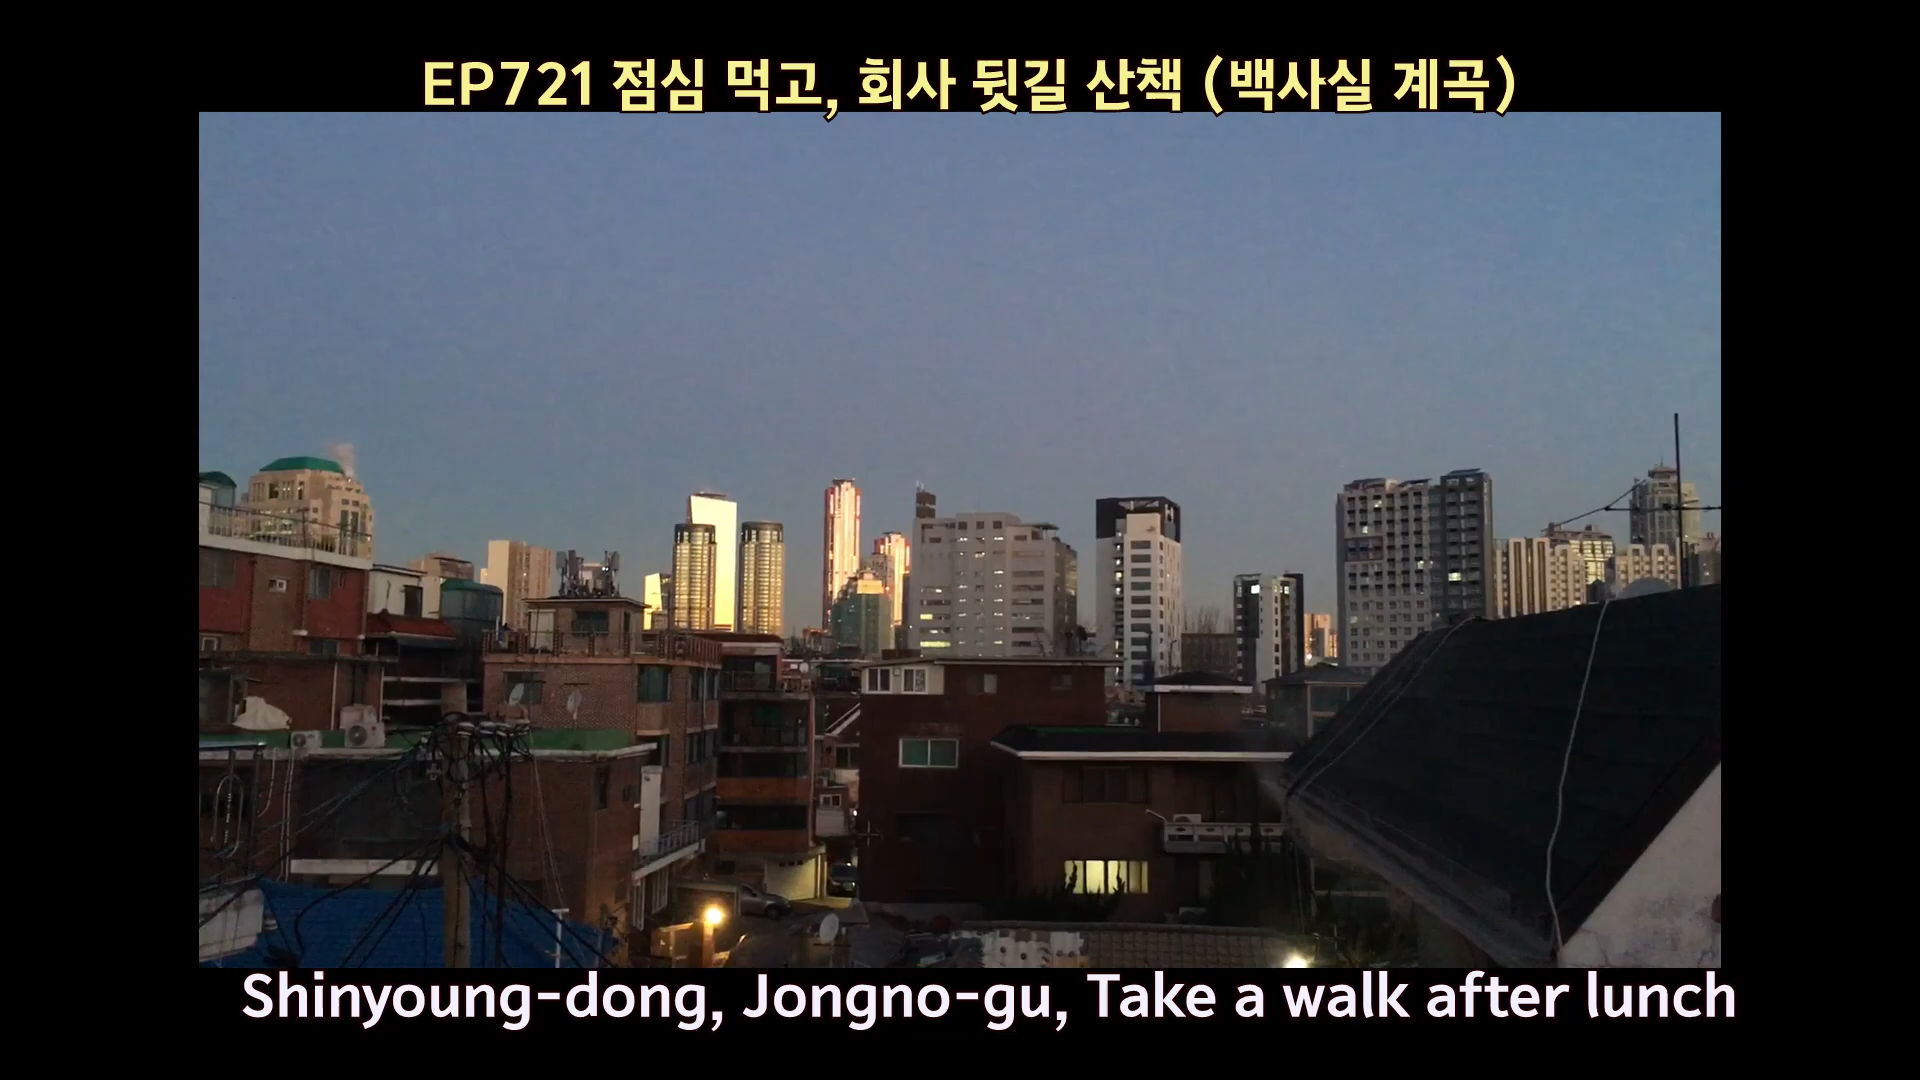 EP721 점심 먹고, 회사 뒷길 산책 (백사실 계곡)
Shinyoung-dong, Jongno-gu, Take a walk after lunch